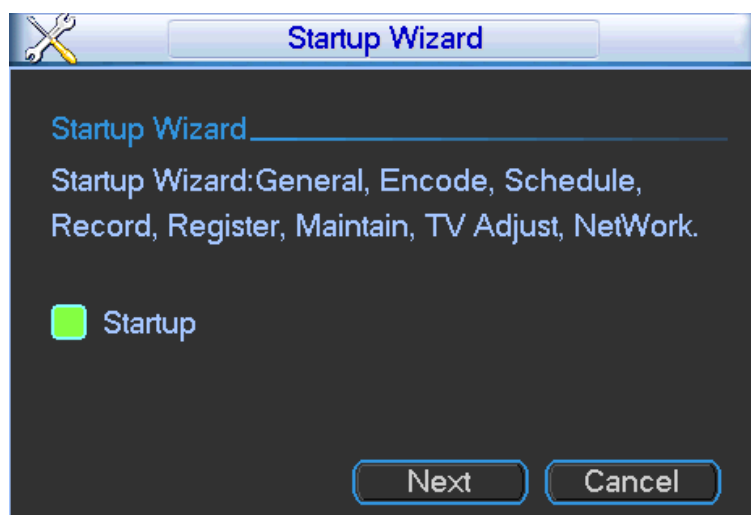 Startup Wizard
Startup Wizard
Startup Wizard:General, Encode, Schedule,
Record, Register, Maintain, TV Adjust, NetWork.
Startup
Next Cancel